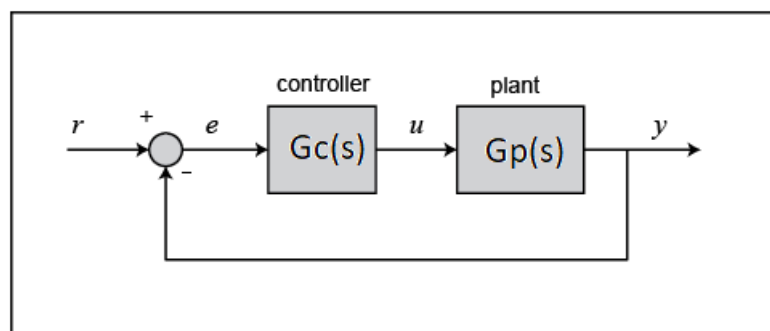 controller plant
r + e Gc(s) u Gp(s) y
-